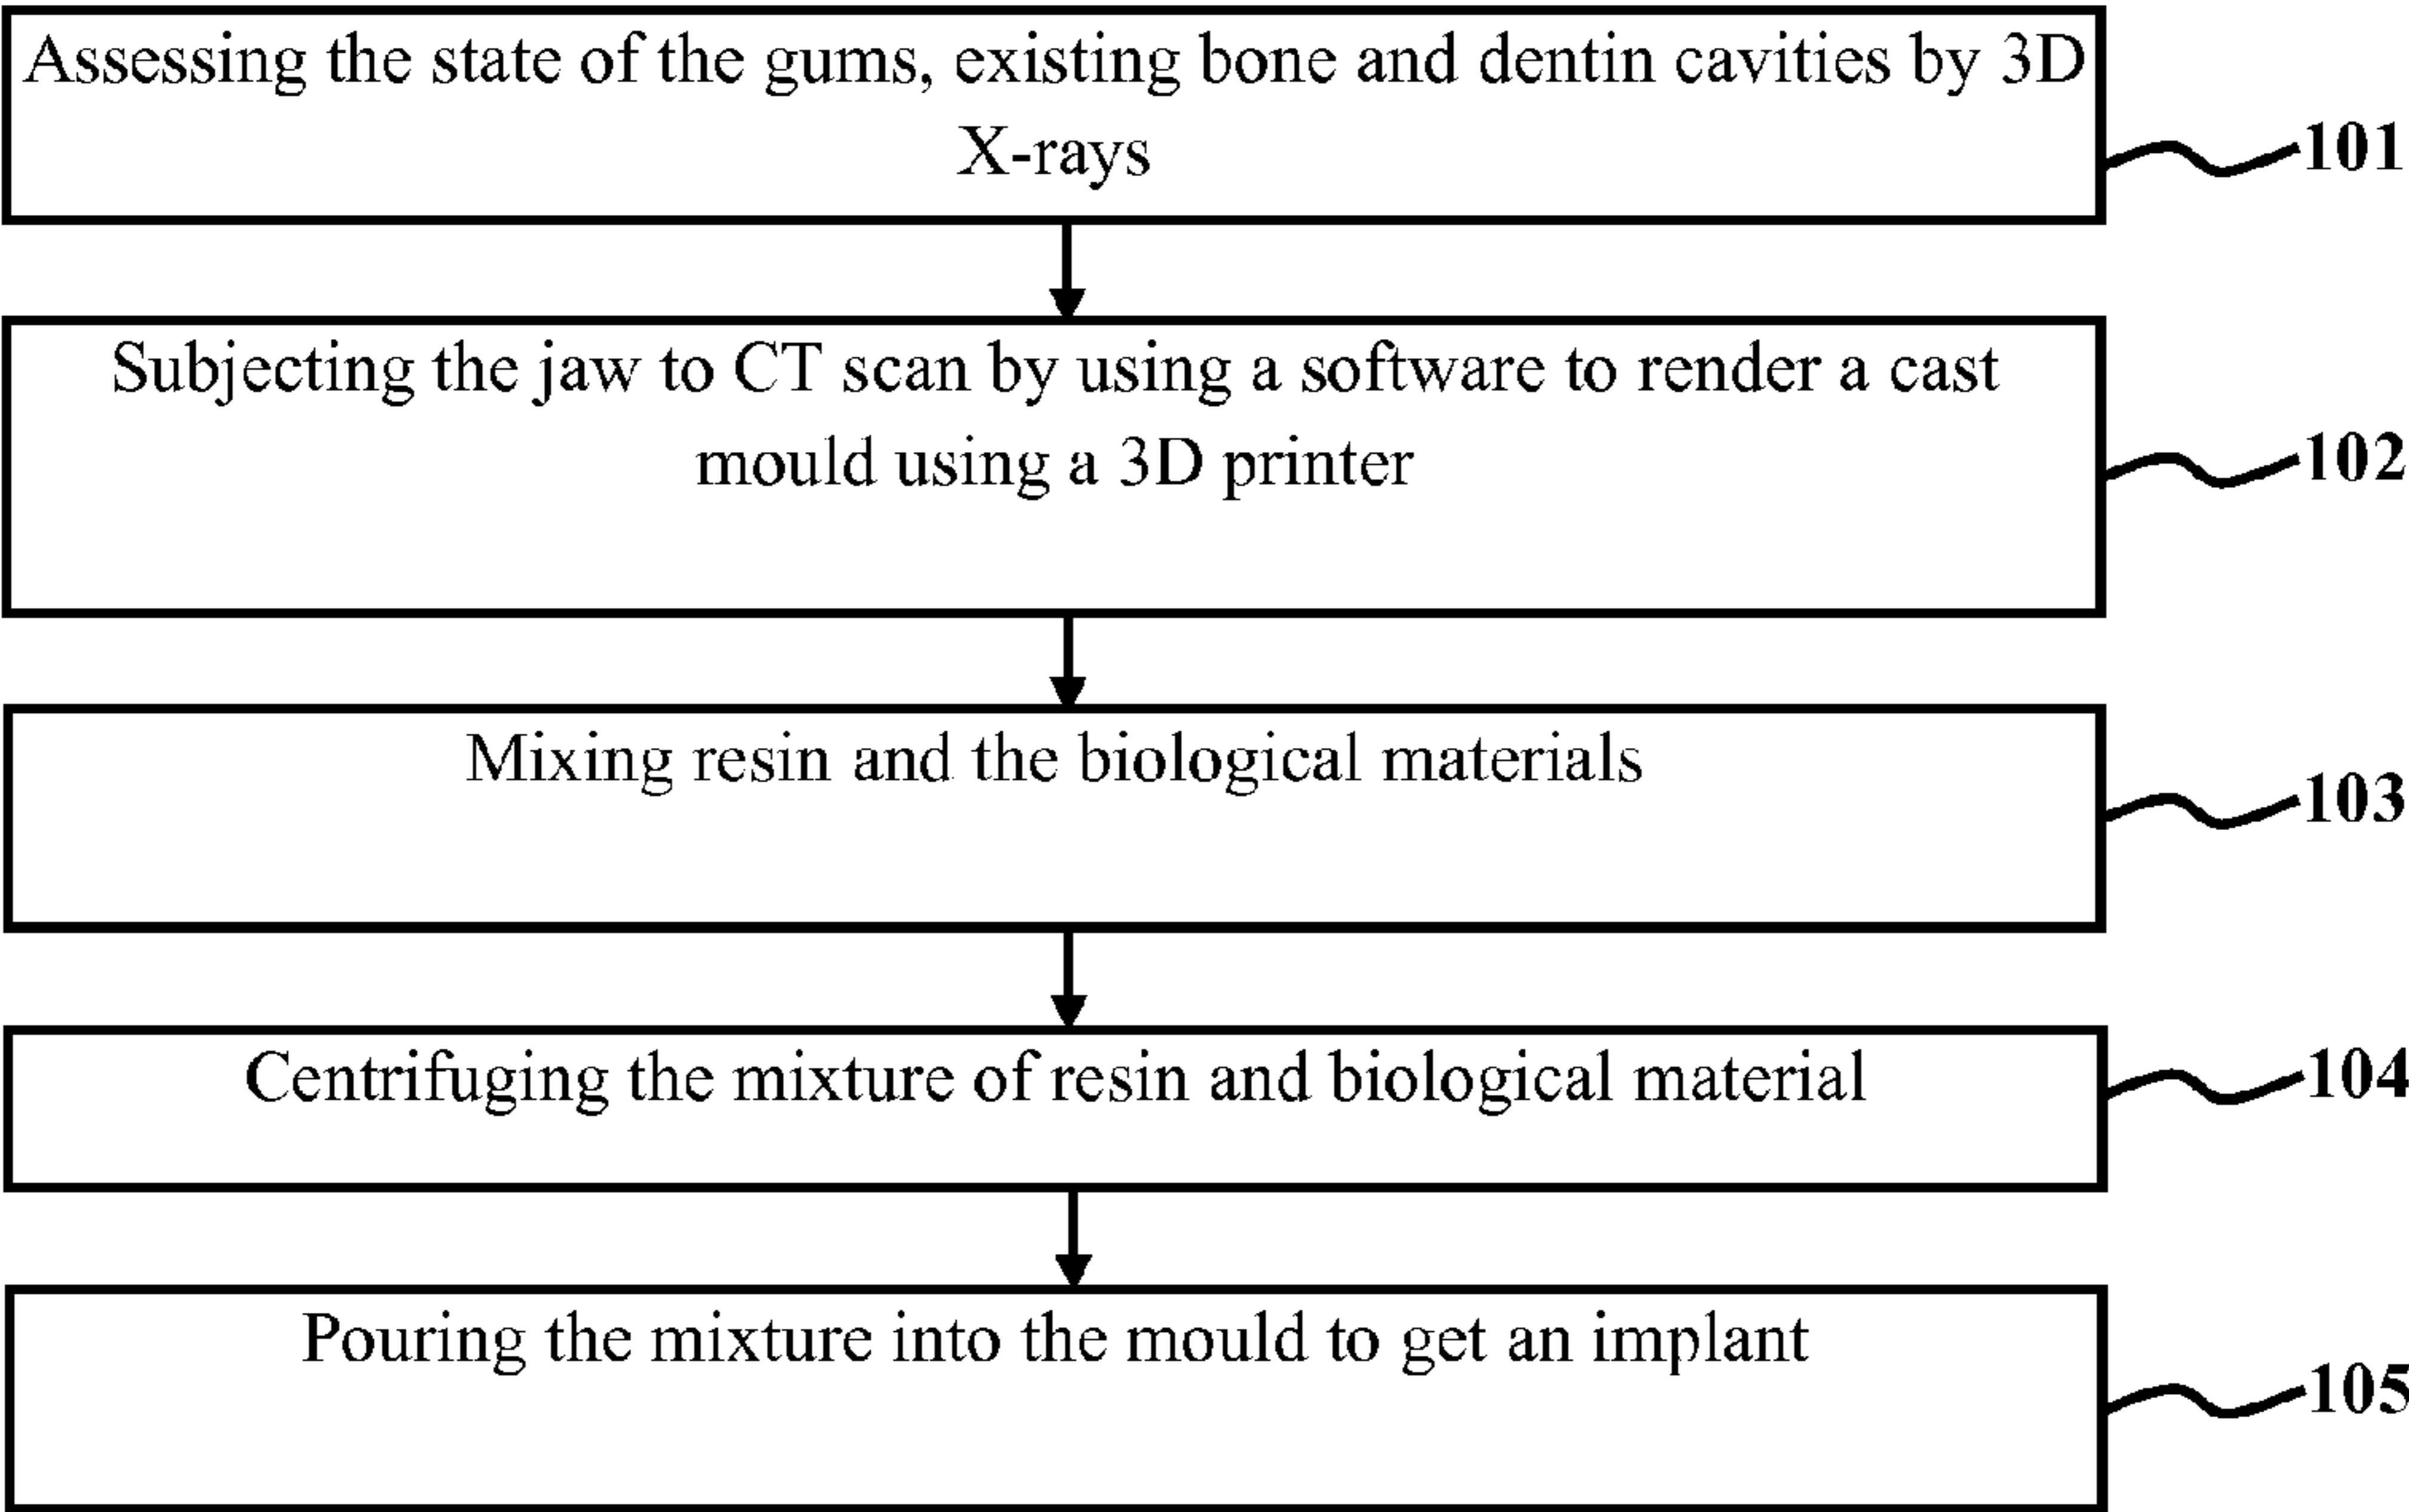 Assessing the state of the gums, existing bone and dentin cavities by 3D
X-rays
101
Subjecting the jaw to CT scan by using a software to render a cast
mould using a 3D printer
102
Mixing resin and the biological materials
103
Centrifuging the mixture of resin and biological material
104
Pouring the mixture into the mould to get an implant
105